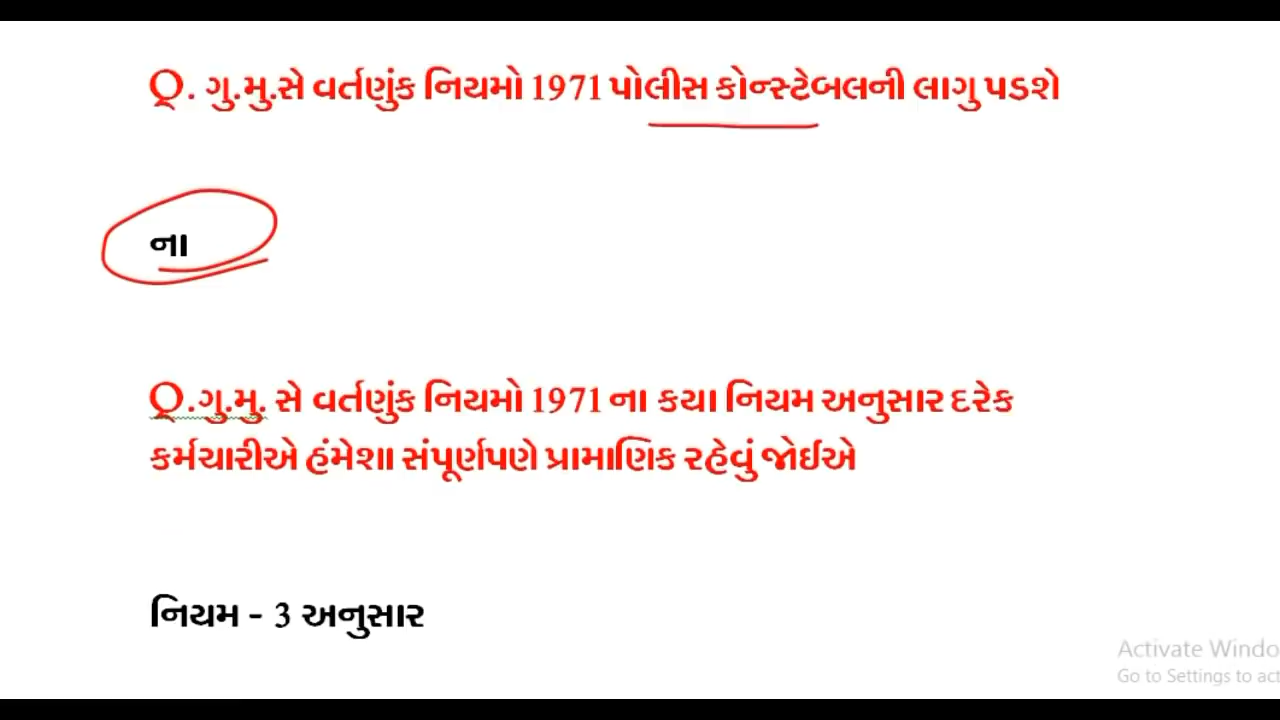 Q. ગુ.મુ.સે વર્તણુંક નિયમો 1971 પોલીસ કોન્સ્ટેબલની લાગુ પડશે
ના
Q.ગુ.મુ. સે વર્તણુંક નિયમો 1971 ના કયા નિયમ અનુસાર દરેક
કર્મચારીએ હંમેશા સંપૂર્ણપણે પ્રામાણિક રહેવું જોઈએ
નિયમ - 3 અનુસાર
Activate Windo
Go to Settings to act